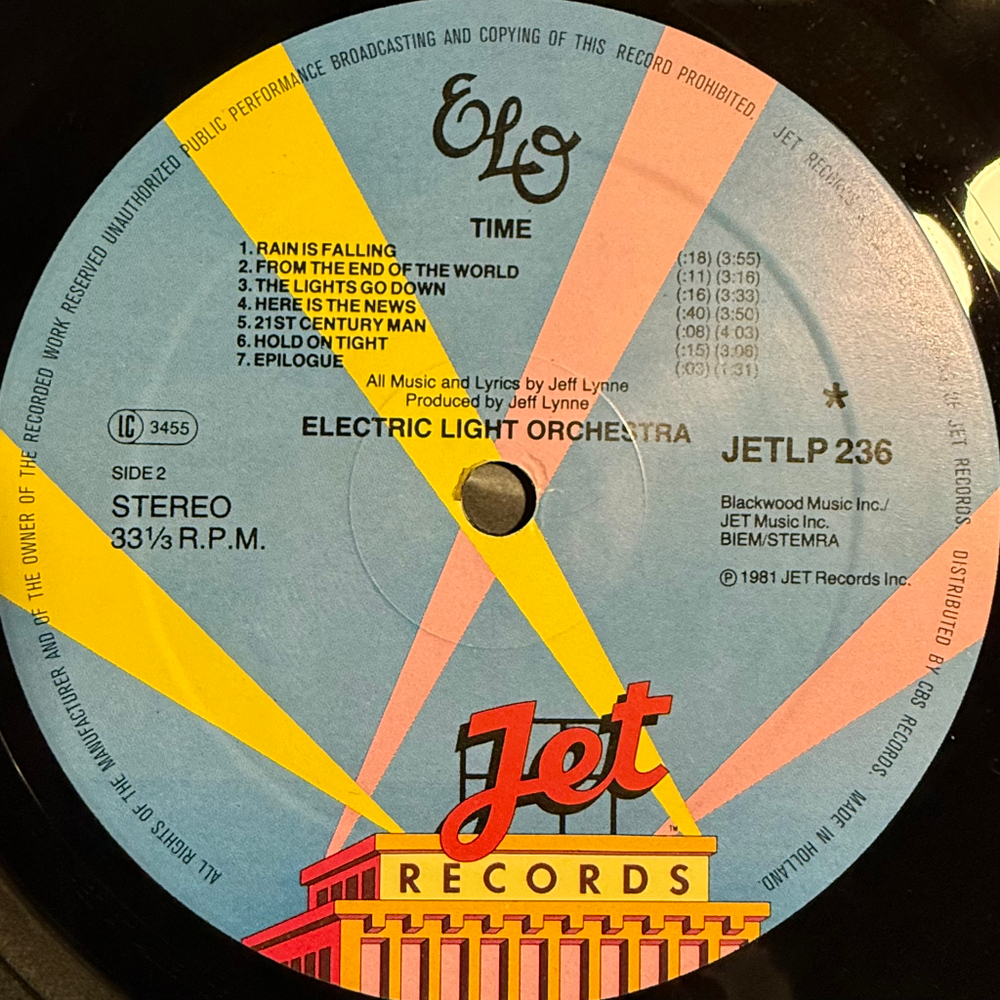 ELO
TIME
1. RAIN IS FALLING (:18) (3:55)
2. FROM THE END OF THE WORLD (:11) (3:16)
3. THE LIGHTS GO DOWN (:16) (3:33)
4. HERE IS THE NEWS (:40) (3:50)
5. 21ST CENTURY MAN (:08) (4:03)
6. HOLD ON TIGHT (:15) (3:06)
7. EPILOGUE (:03) (1:31)
All Music and Lyrics by Jeff Lynne
Produced by Jeff Lynne
ELECTRIC LIGHT ORCHESTRA
LC 3455
SIDE 2
STEREO
33⅓ R.P.M.
*
JETLP 236
Blackwood Music Inc./
JET Music Inc.
BIEM/STEMRA
Ⓟ 1981 JET Records Inc.
Jet
TM
RECORDS
ALL RIGHTS OF THE MANUFACTURER AND OF THE OWNER OF THE RECORDED WORK RESERVED UNAUTHORIZED PUBLIC PERFORMANCE BROADCASTING AND COPYING OF THIS RECORD PROHIBITED. JET RECORDS OF JET RECORDS. DISTRIBUTED BY CBS RECORDS. MADE IN HOLLAND.